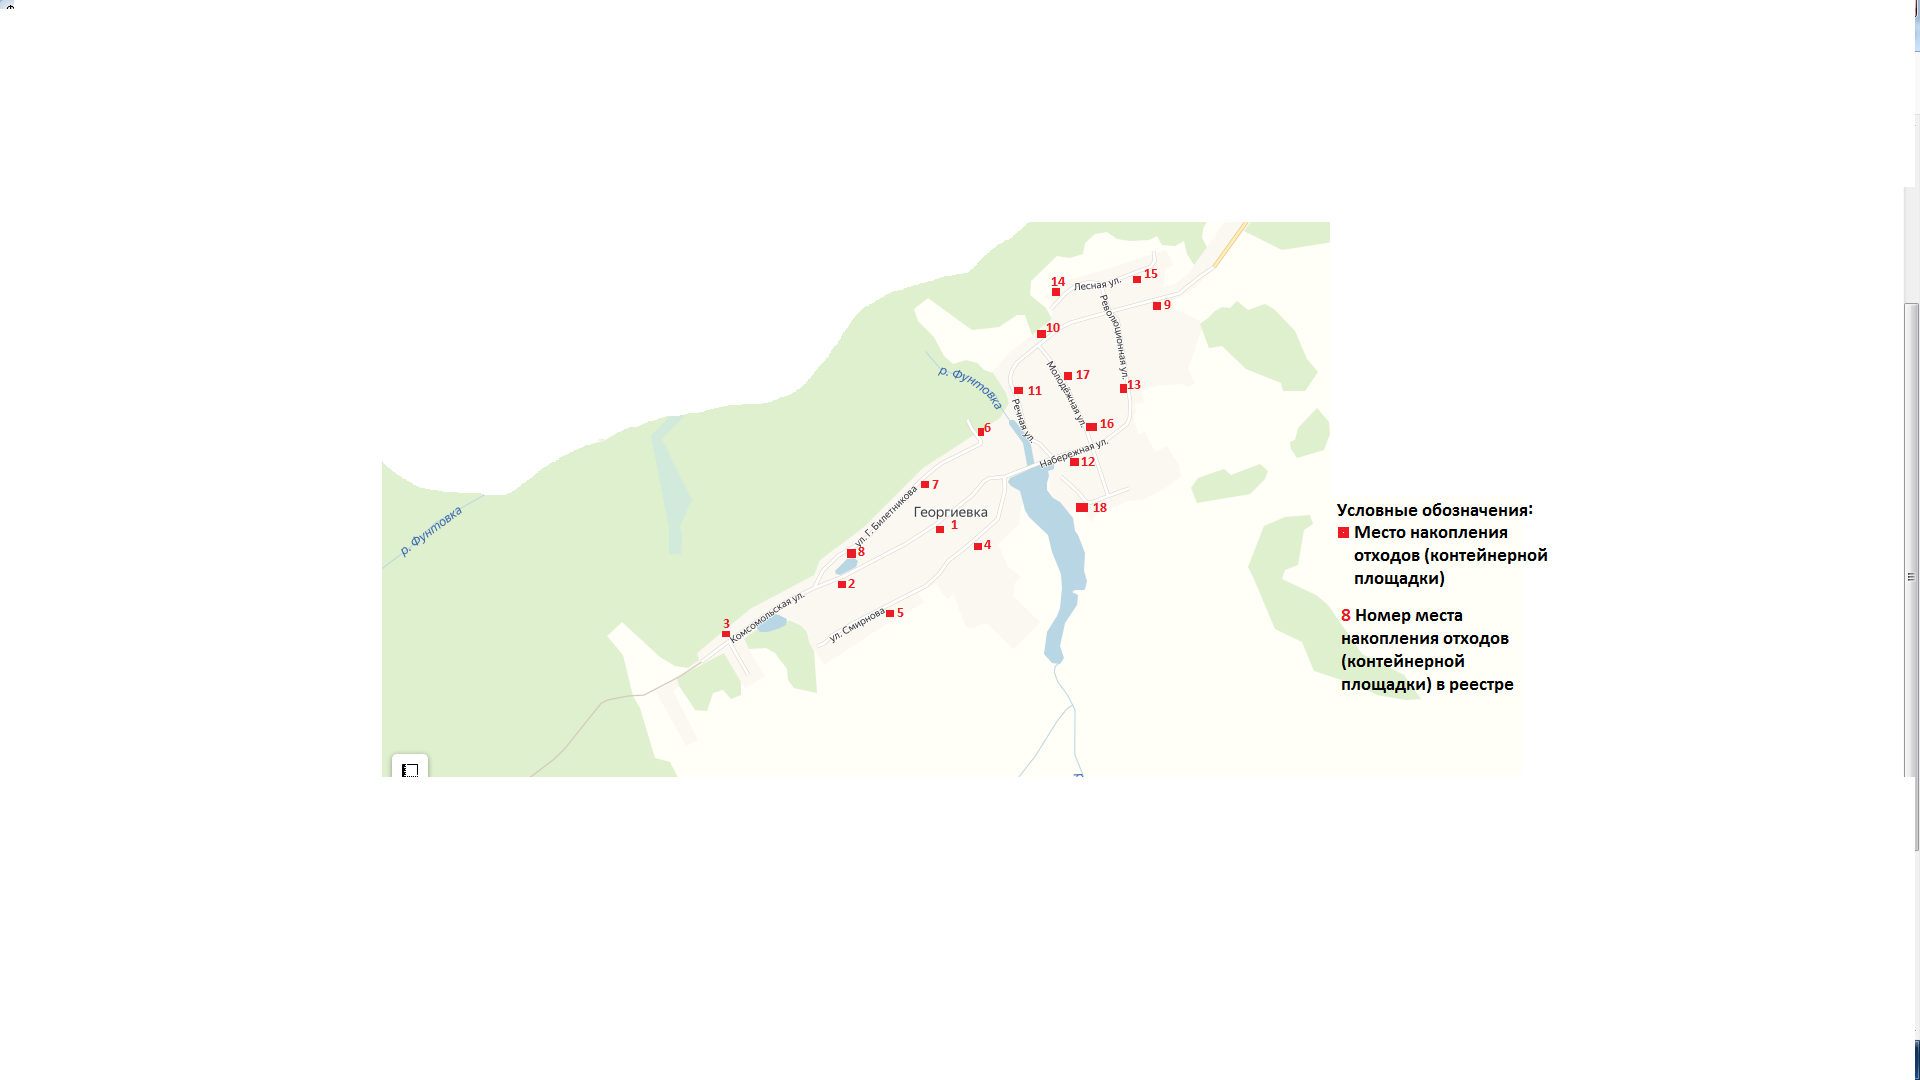 14
Лесная ул.
15
9
10
Революционная ул.
р. Фунтовка
Молодёжная ул.
17
13
11
Речная ул.
6
16
Набережная ул.
12
7
ул. Г. Билетникова
Георгиевка
1
18
р. Фунтовка
4
8
2
Комсомольская ул.
ул. Смирнова
5
3
Условные обозначения:
Место накопления
отходов (контейнерной
площадки)
8 Номер места
накопления отходов
(контейнерной
площадки) в реестре